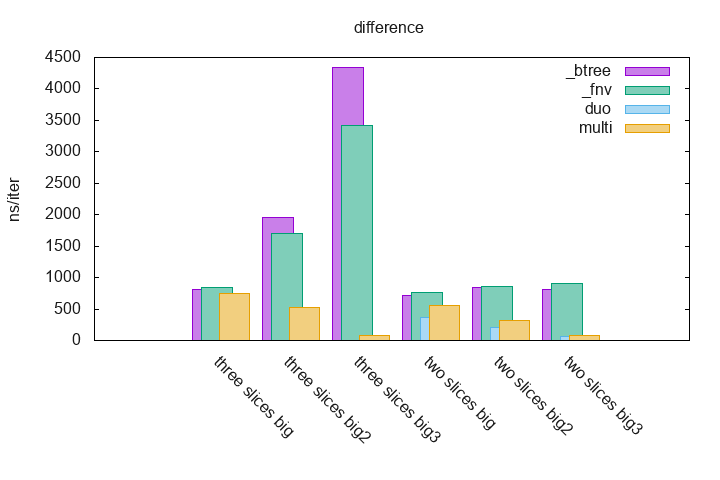 difference
4500
4000
3500
3000
2500
2000
1500
1000
500
0
ns/iter
_btree
_fnv
duo
multi
three slices big
three slices big2
three slices big3
two slices big
two slices big2
two slices big3